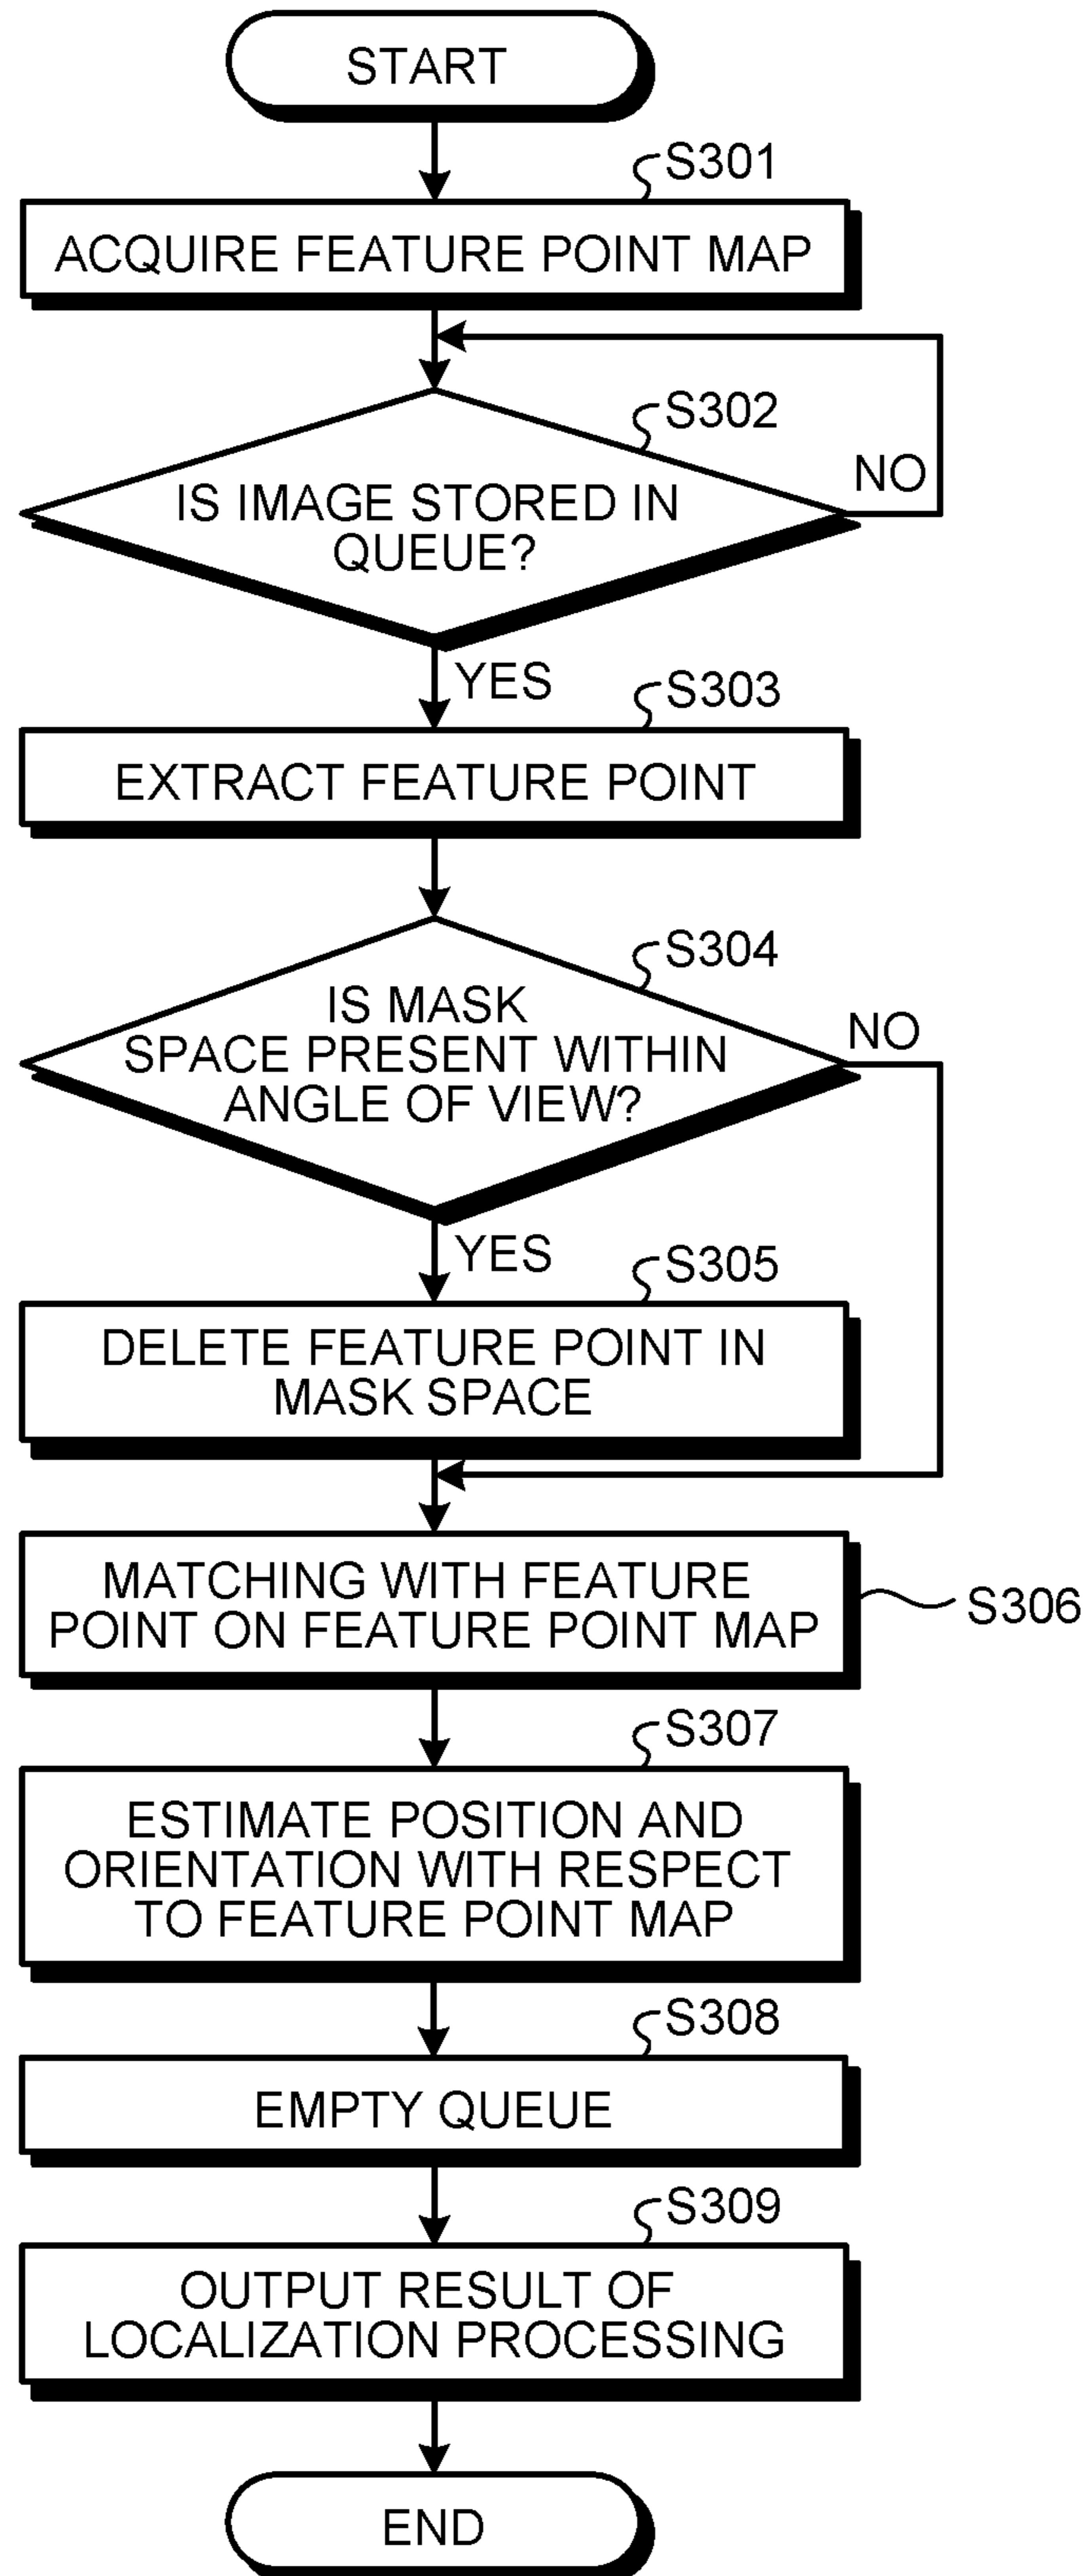 START
S301
ACQUIRE FEATURE POINT MAP
S302
IS IMAGE STORED IN
QUEUE?
NO
YES
S303
EXTRACT FEATURE POINT
S304
IS MASK
SPACE PRESENT WITHIN
ANGLE OF VIEW?
NO
YES
S305
DELETE FEATURE POINT IN
MASK SPACE
MATCHING WITH FEATURE
POINT ON FEATURE POINT MAP
S306
S307
ESTIMATE POSITION AND
ORIENTATION WITH RESPECT
TO FEATURE POINT MAP
S308
EMPTY QUEUE
S309
OUTPUT RESULT OF
LOCALIZATION PROCESSING
END